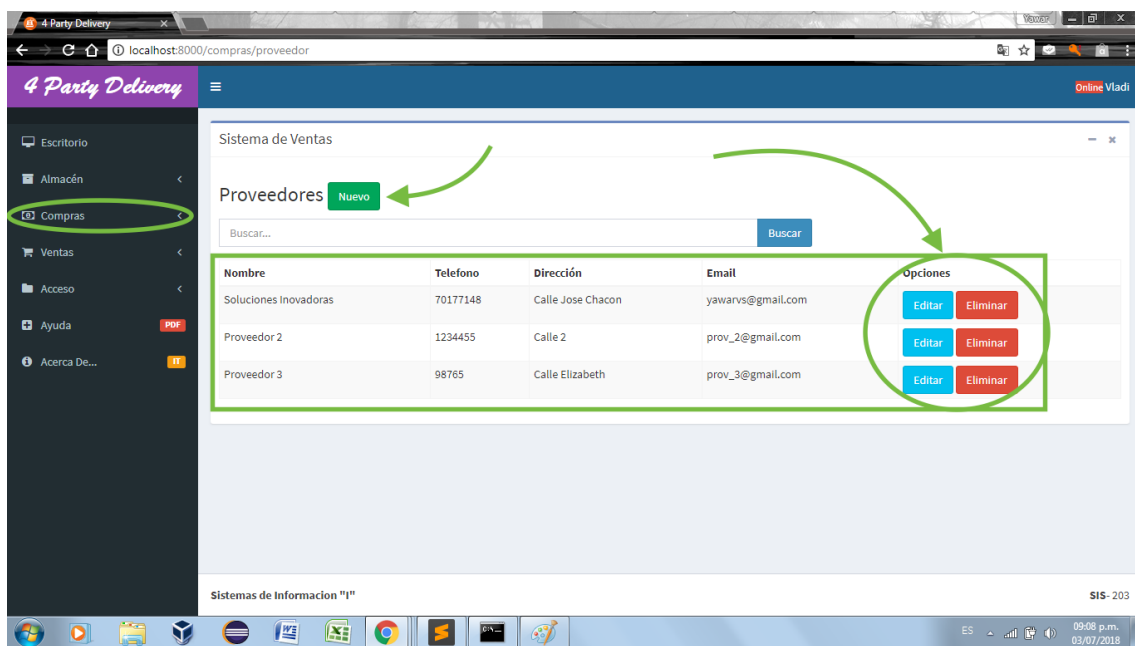 4 Party Delivery
Yawar
localhost:8000/compras/proveedor
4 Party Delivery
Online Vladi
Escritorio
Almacén
Compras
Ventas
Acceso
Ayuda PDF
Acerca De... IT
Sistema de Ventas
Proveedores Nuevo
Buscar... Buscar
Nombre Telefono Dirección Email Opciones
Soluciones Inovadoras 70177148 Calle Jose Chacon yawarvs@gmail.com Editar Eliminar
Proveedor 2 1234455 Calle 2 prov_2@gmail.com Editar Eliminar
Proveedor 3 98765 Calle Elizabeth prov_3@gmail.com Editar Eliminar
Sistemas de Informacion "I" SIS- 203
ES
09:08 p.m.
03/07/2018